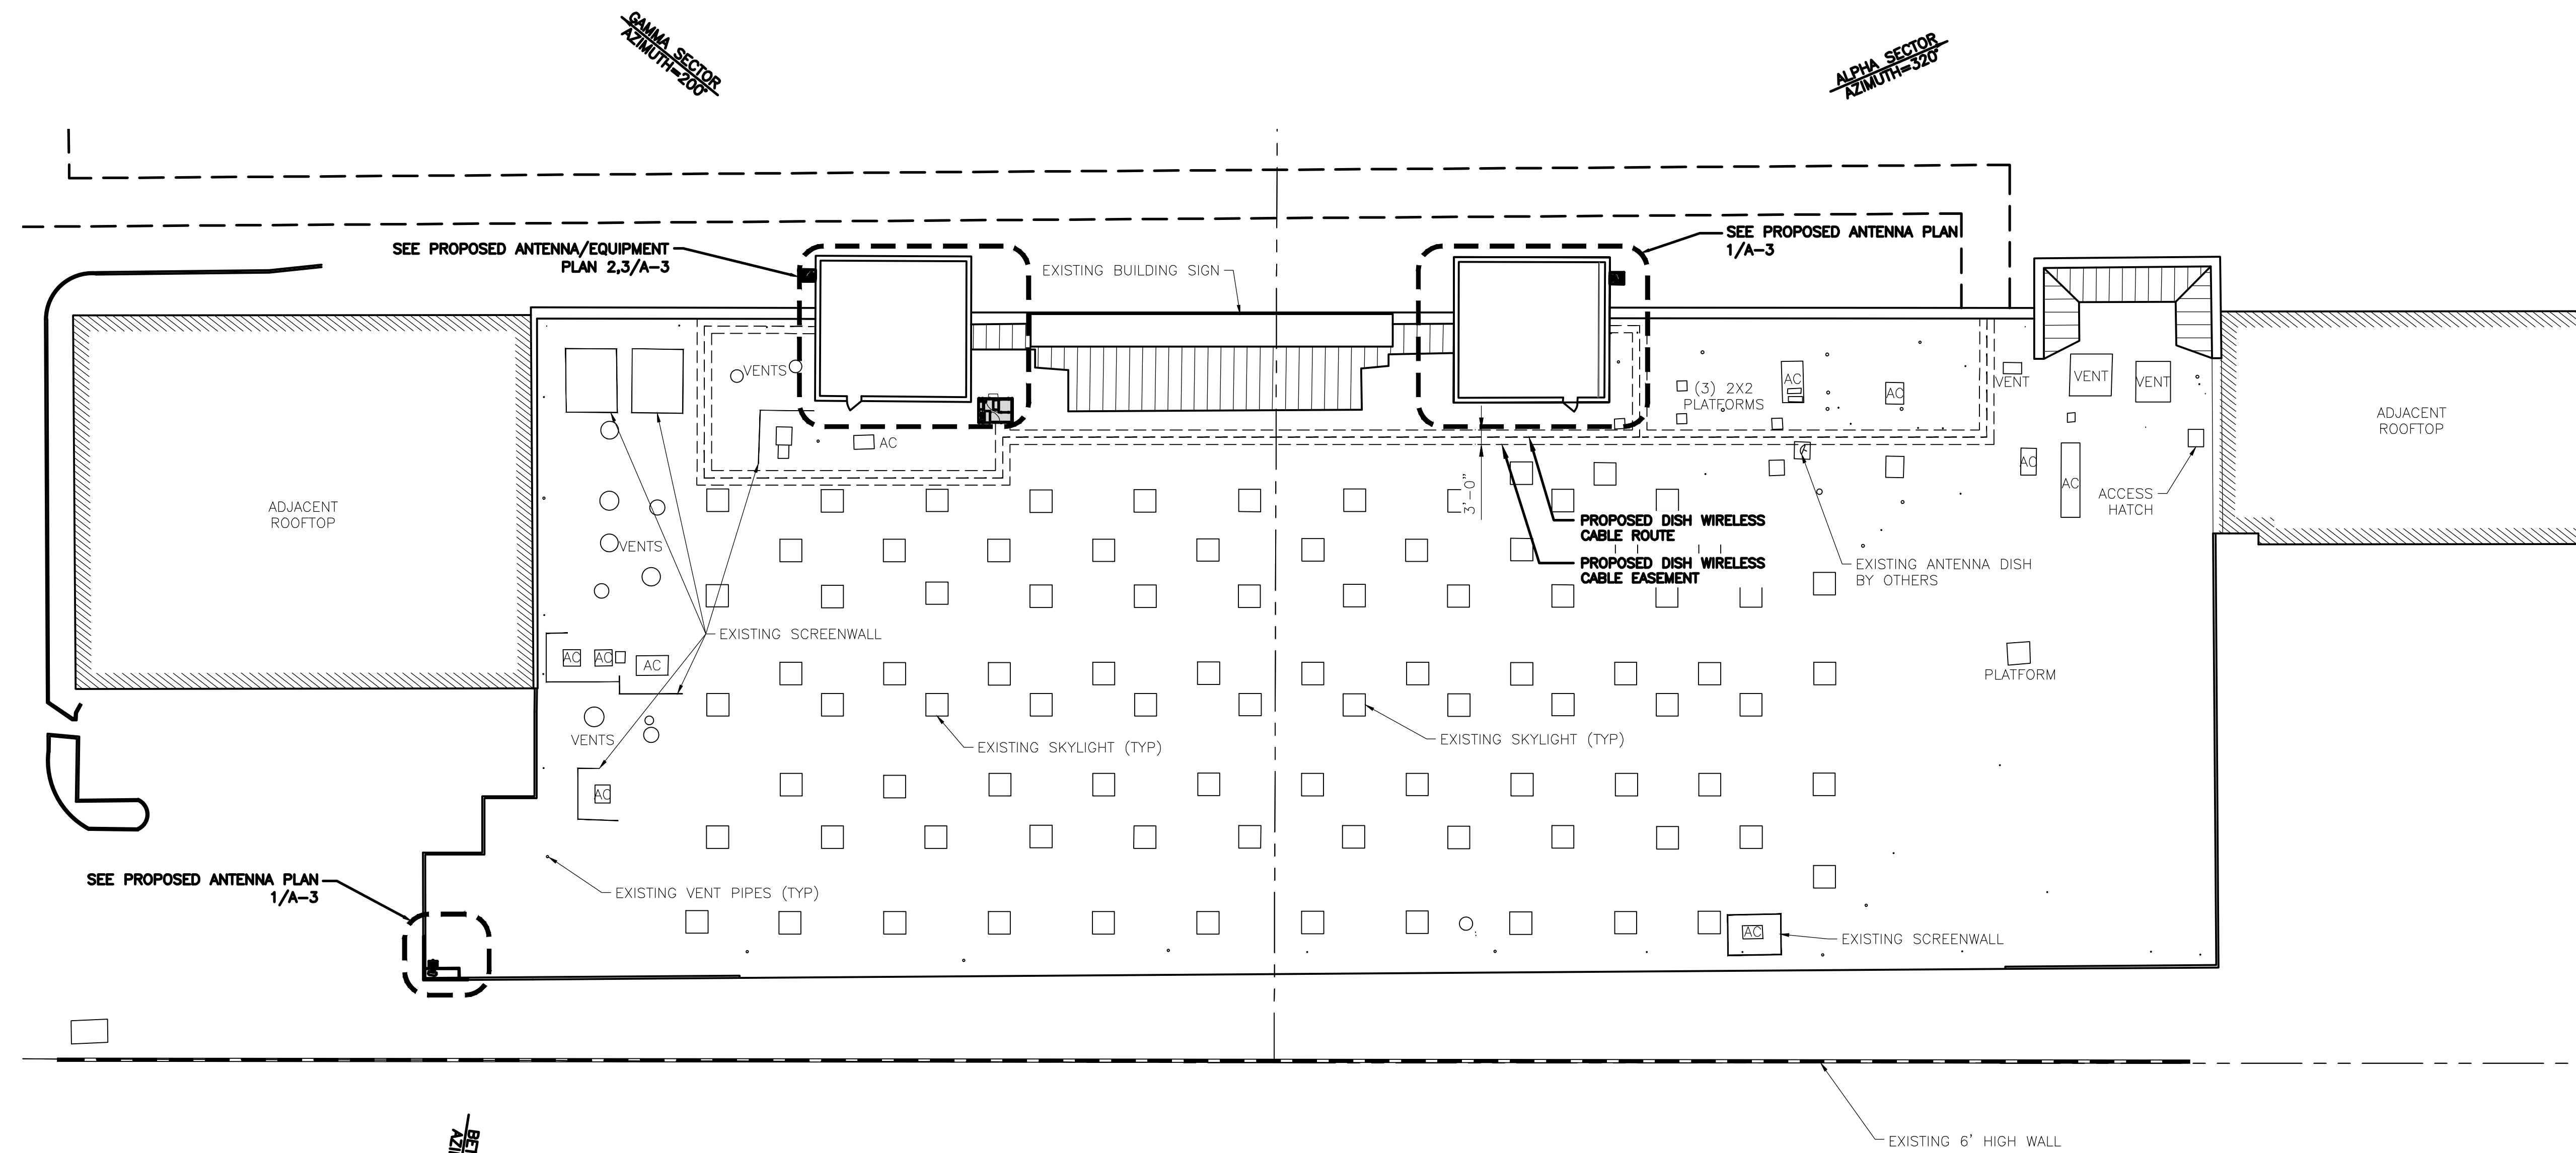 GAMMA SECTOR
AZIMUTH=200°
ALPHA SECTOR
AZIMUTH=320°
SEE PROPOSED ANTENNA/EQUIPMENT
PLAN 2,3/A-3
EXISTING BUILDING SIGN
SEE PROPOSED ANTENNA PLAN
1/A-3
VENTS
AC
(3) 2X2
PLATFORMS
AC
AC
VENT
VENT
VENT
ADJACENT
ROOFTOP
AC
AC
ACCESS
HATCH
3'-0"
ADJACENT
ROOFTOP
VENTS
PROPOSED DISH WIRELESS
CABLE ROUTE
PROPOSED DISH WIRELESS
CABLE EASEMENT
EXISTING ANTENNA DISH
BY OTHERS
EXISTING SCREENWALL
AC
AC
AC
PLATFORM
VENTS
EXISTING SKYLIGHT (TYP)
EXISTING SKYLIGHT (TYP)
AC
SEE PROPOSED ANTENNA PLAN
1/A-3
EXISTING VENT PIPES (TYP)
AC
EXISTING SCREENWALL
EXISTING 6' HIGH WALL